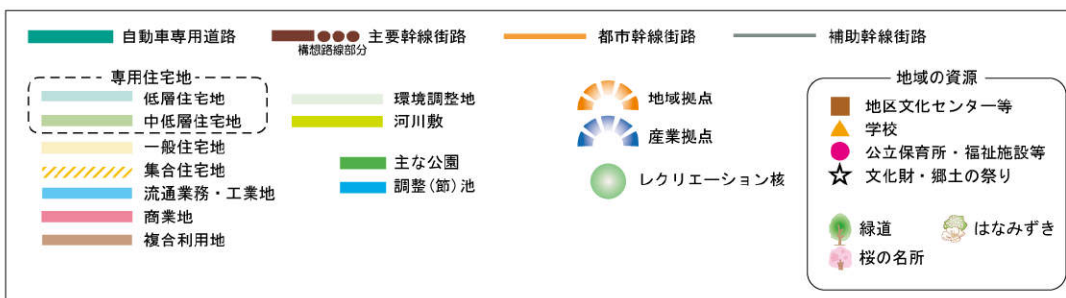 自動車専用道路
主要幹線街路
構想路線部分
都市幹線街路
補助幹線街路
専用住宅地
低層住宅地
中低層住宅地
一般住宅地
集合住宅地
流通業務・工業地
商業地
複合利用地
環境調整地
河川敷
主な公園
調整(節)池
地域拠点
産業拠点
レクリエーション核
地域の資源
地区文化センター等
学校
公立保育所・福祉施設等
文化財・郷土の祭り
緑道
はなみずき
桜の名所